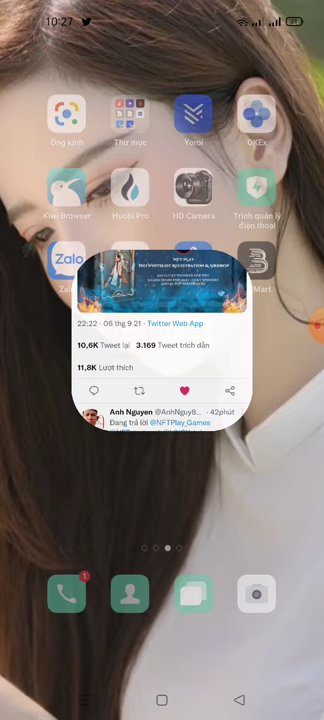 10:27
Ống kính
Thư mục
Yoroi
OKEx
Kiwi Browser
Huobi Pro
HD Camera
Trình quản lý
điện thoại
Zalo
NFT PLAY
22:22 · 06 thg 9 21 · Twitter Web App
10,6K Tweet lại 3.169 Tweet trích dẫn
11,8K Lượt thích
Anh Nguyen @AnhNguy8... · 42phút
Đang trả lời @NFTPlay_Games
1